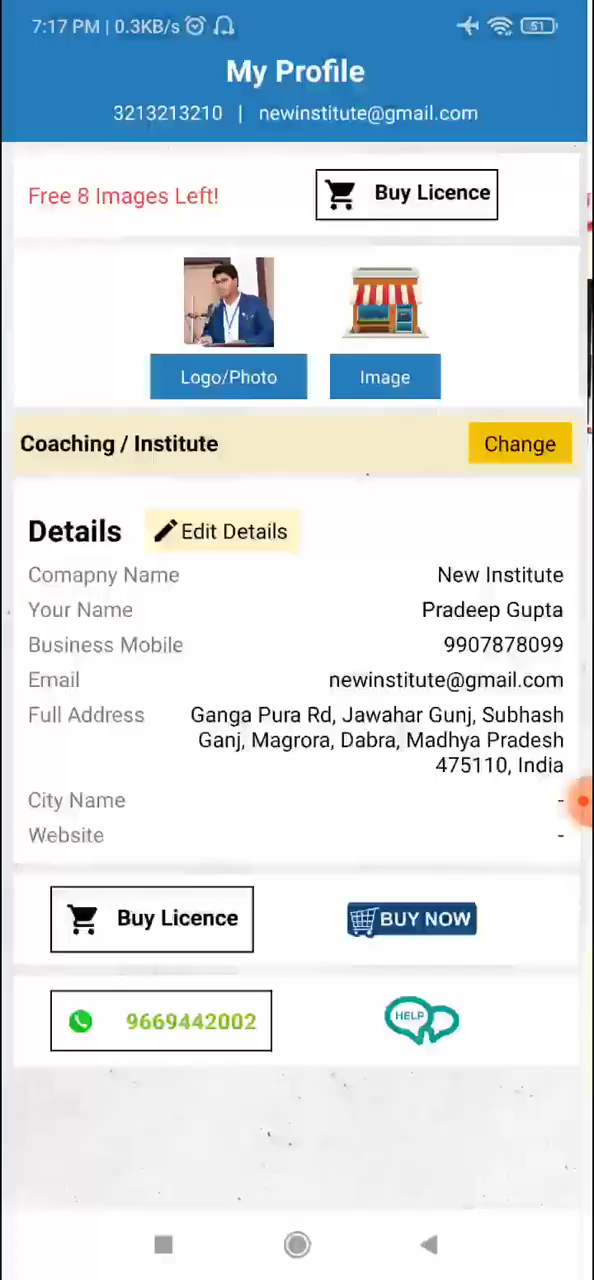 7:17 PM | 0.3KB/s 51
My Profile
3213213210 | newinstitute@gmail.com
Free 8 Images Left! Buy Licence
Logo/Photo Image
Coaching / Institute Change
Details Edit Details
Comapny Name New Institute
Your Name Pradeep Gupta
Business Mobile 9907878099
Email newinstitute@gmail.com
Full Address Ganga Pura Rd, Jawahar Gunj, Subhash
Ganj, Magrora, Dabra, Madhya Pradesh
475110, India
City Name -
Website -
Buy Licence BUY NOW
9669442002 HELP